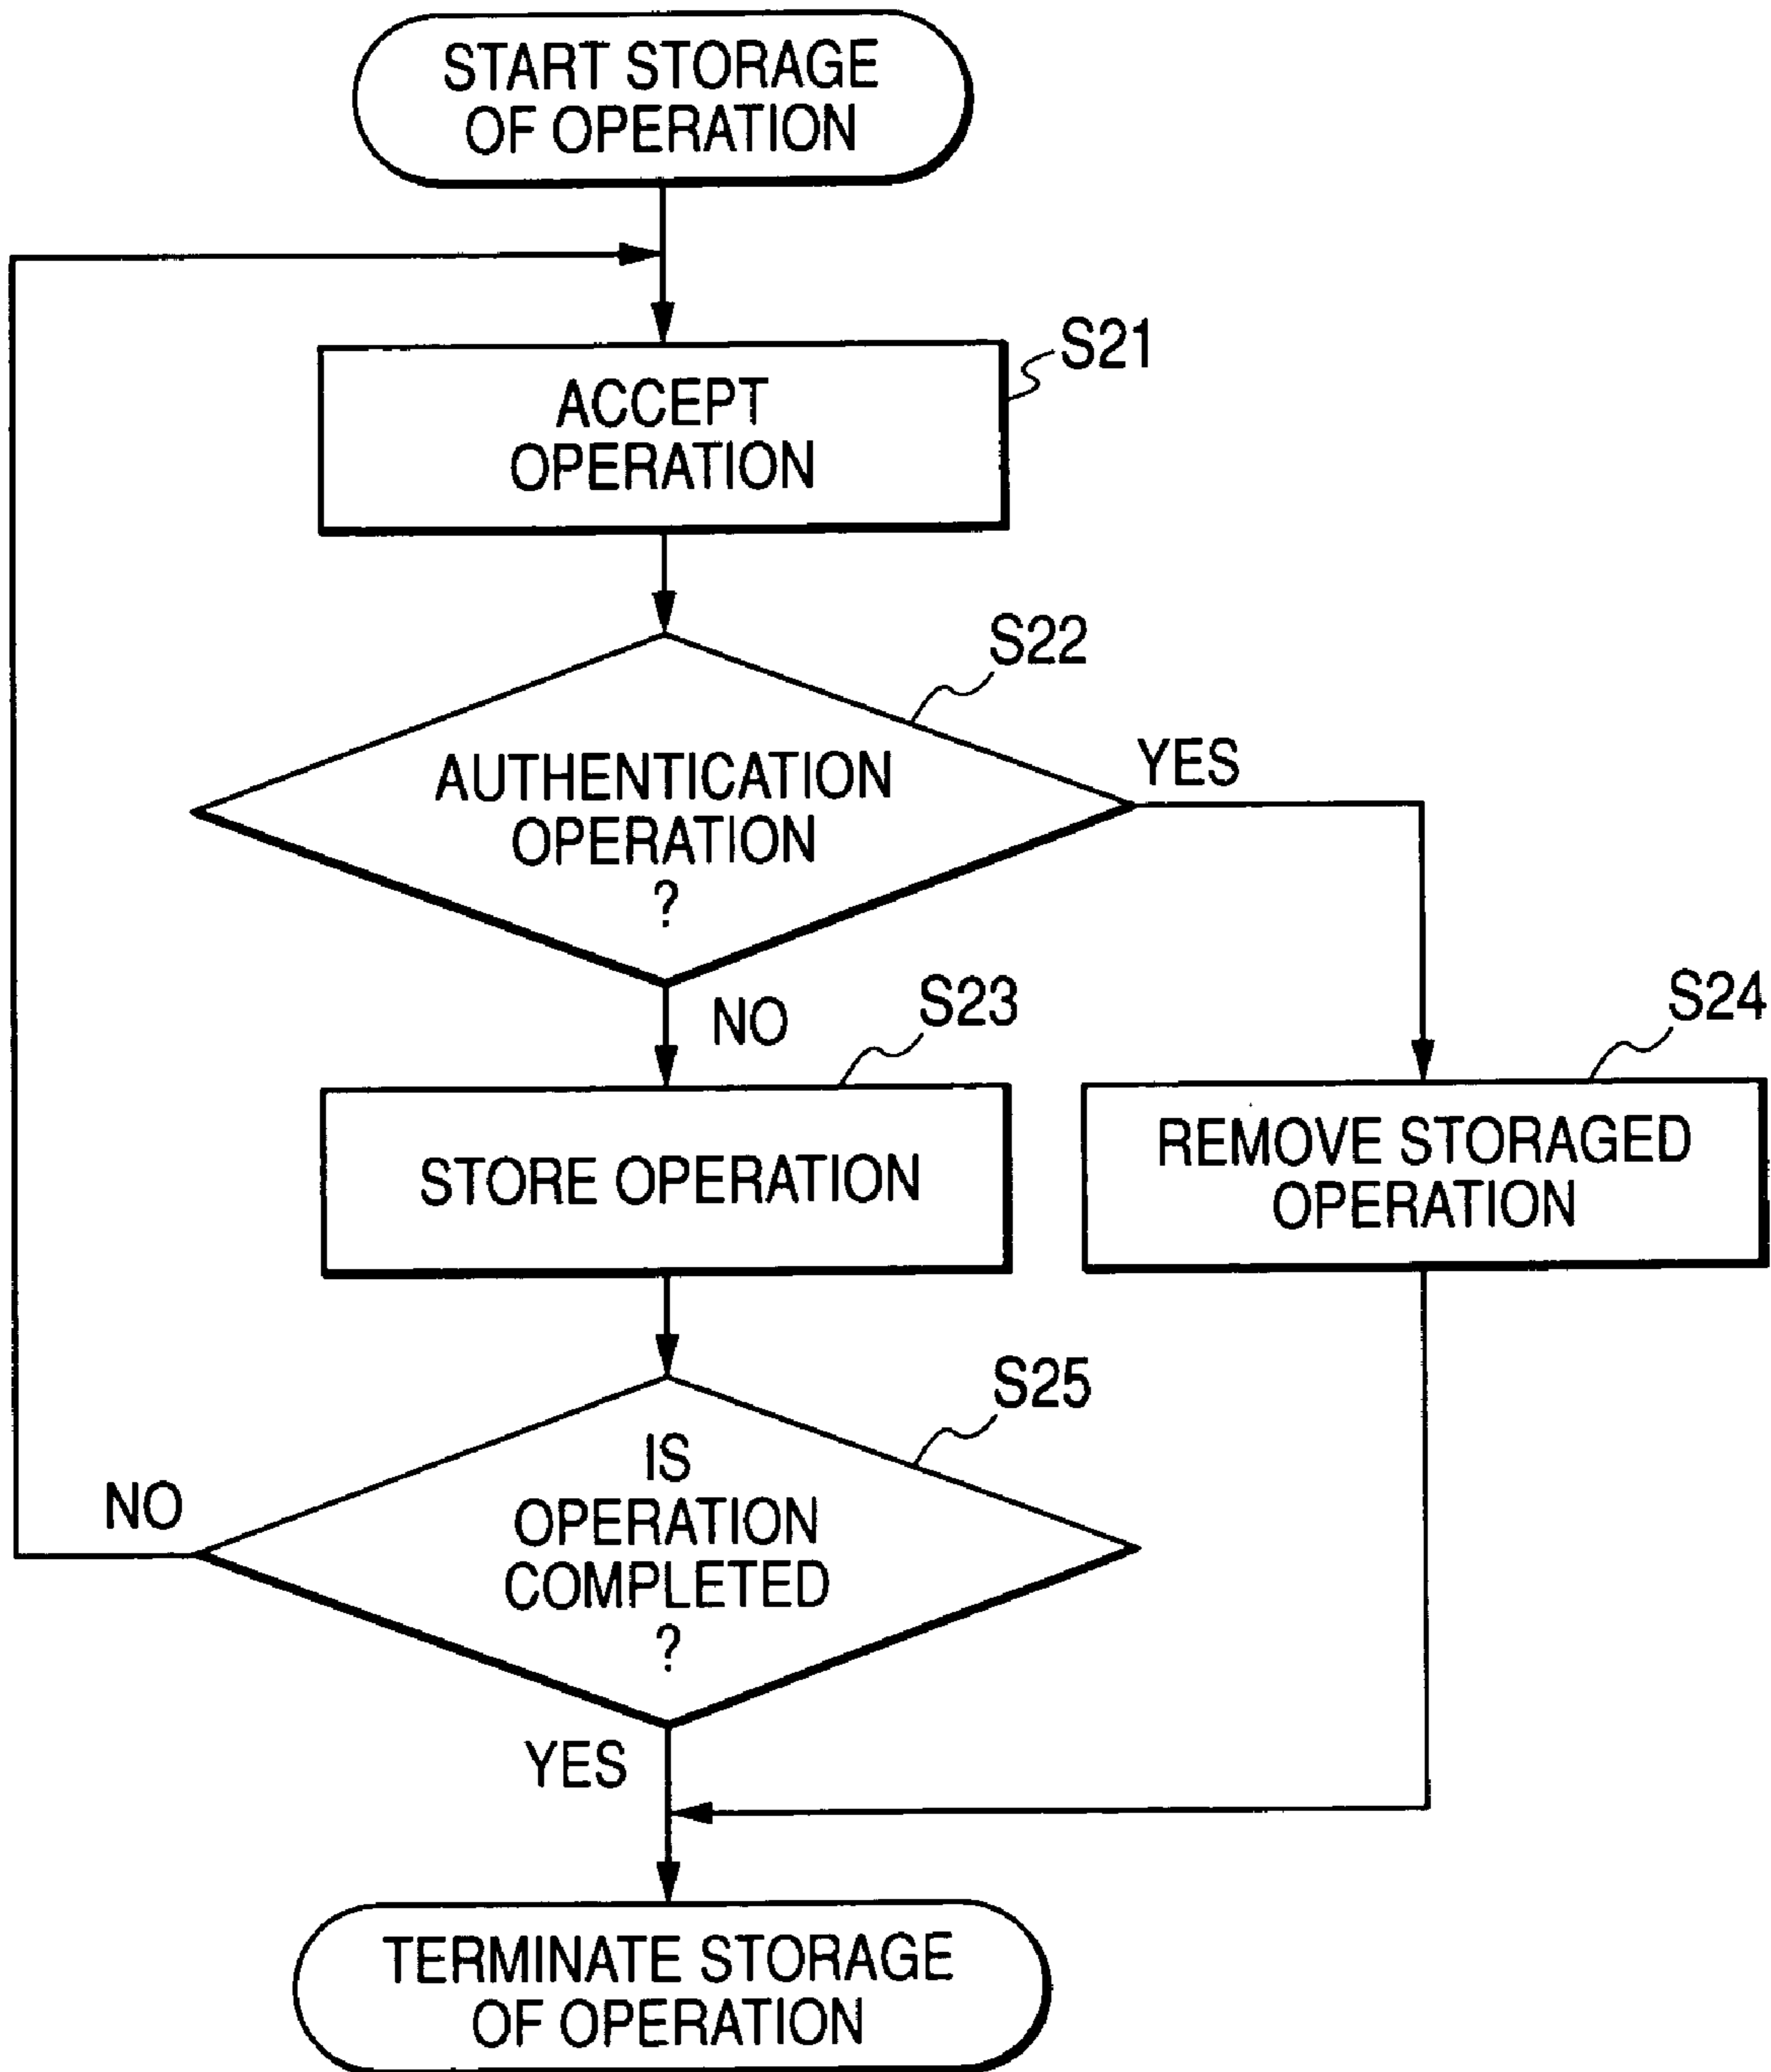 START STORAGE
OF OPERATION
S21
ACCEPT
OPERATION
S22
AUTHENTICATION
OPERATION
?
YES
NO
S23
STORE OPERATION
S24
REMOVE STORAGED
OPERATION
S25
IS
OPERATION
COMPLETED
?
NO
YES
TERMINATE STORAGE
OF OPERATION